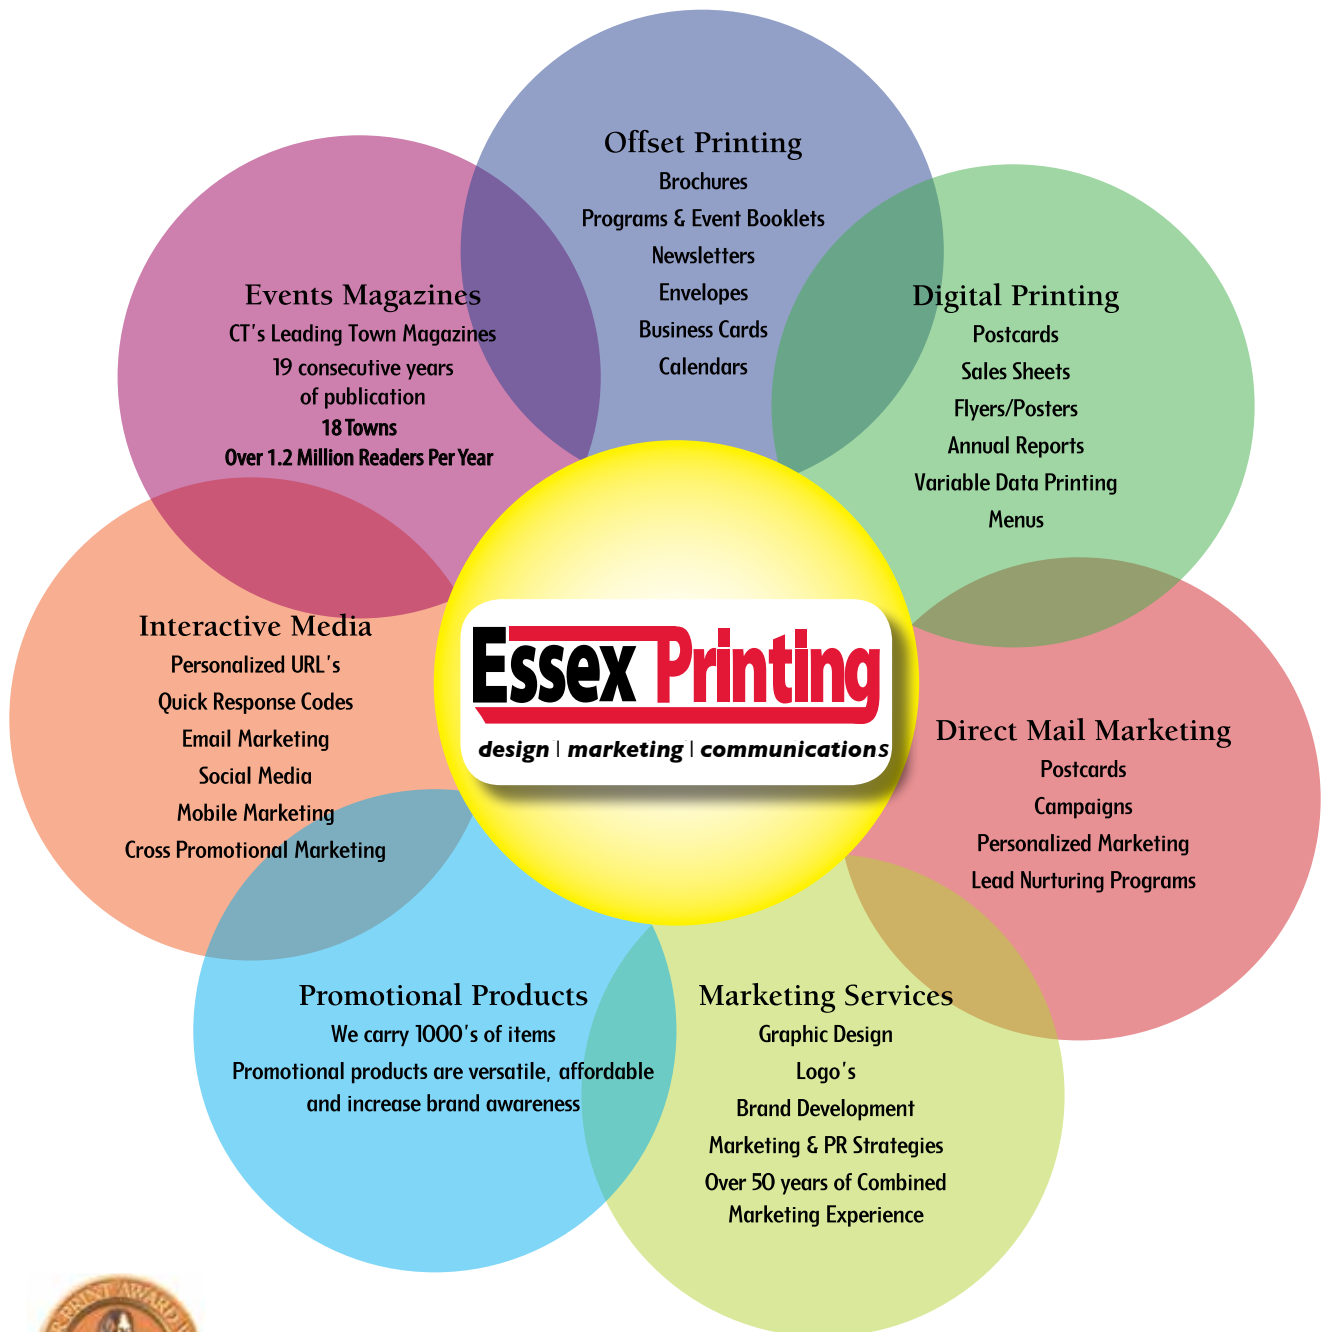 Offset Printing
Brochures
Programs & Event Booklets
Newsletters
Envelopes
Business Cards
Calendars
Digital Printing
Postcards
Sales Sheets
Flyers/Posters
Annual Reports
Variable Data Printing
Menus
Direct Mail Marketing
Postcards
Campaigns
Personalized Marketing
Lead Nurturing Programs
Marketing Services
Graphic Design
Logo's
Brand Development
Marketing & PR Strategies
Over 50 years of Combined
Marketing Experience
Promotional Products
We carry 1000's of items
Promotional products are versatile, affordable
and increase brand awareness
Interactive Media
Personalized URL's
Quick Response Codes
Email Marketing
Social Media
Mobile Marketing
Cross Promotional Marketing
Events Magazines
CT's Leading Town Magazines
19 consecutive years
of publication
18 Towns
Over 1.2 Million Readers Per Year
Essex Printing
design | marketing | communications
PRINT AWARD